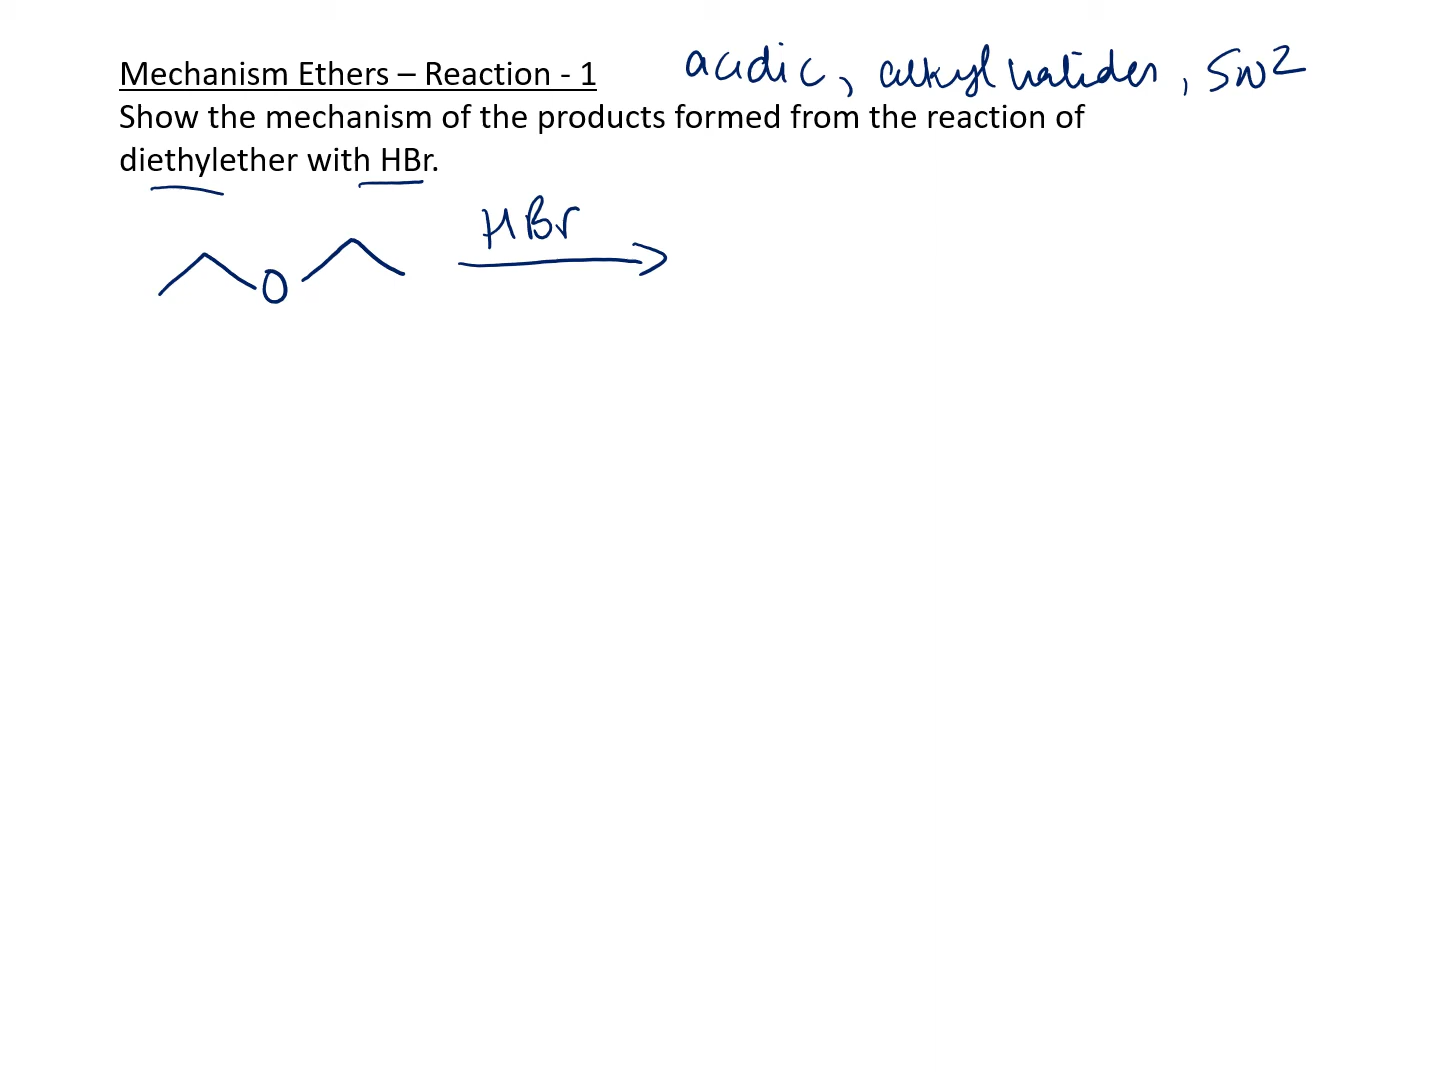 Mechanism Ethers – Reaction - 1 acidic, alkyl halides, SN2
Show the mechanism of the products formed from the reaction of
diethylether with HBr.
HBr
O